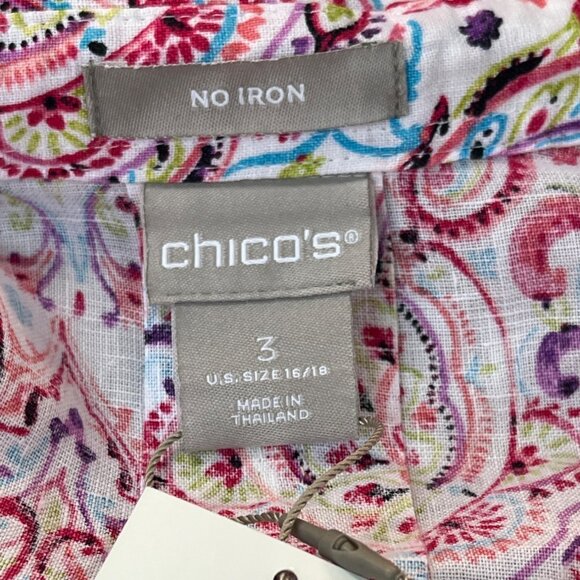 NO IRON
chico's®
3
U.S. SIZE 16/18
MADE IN
THAILAND